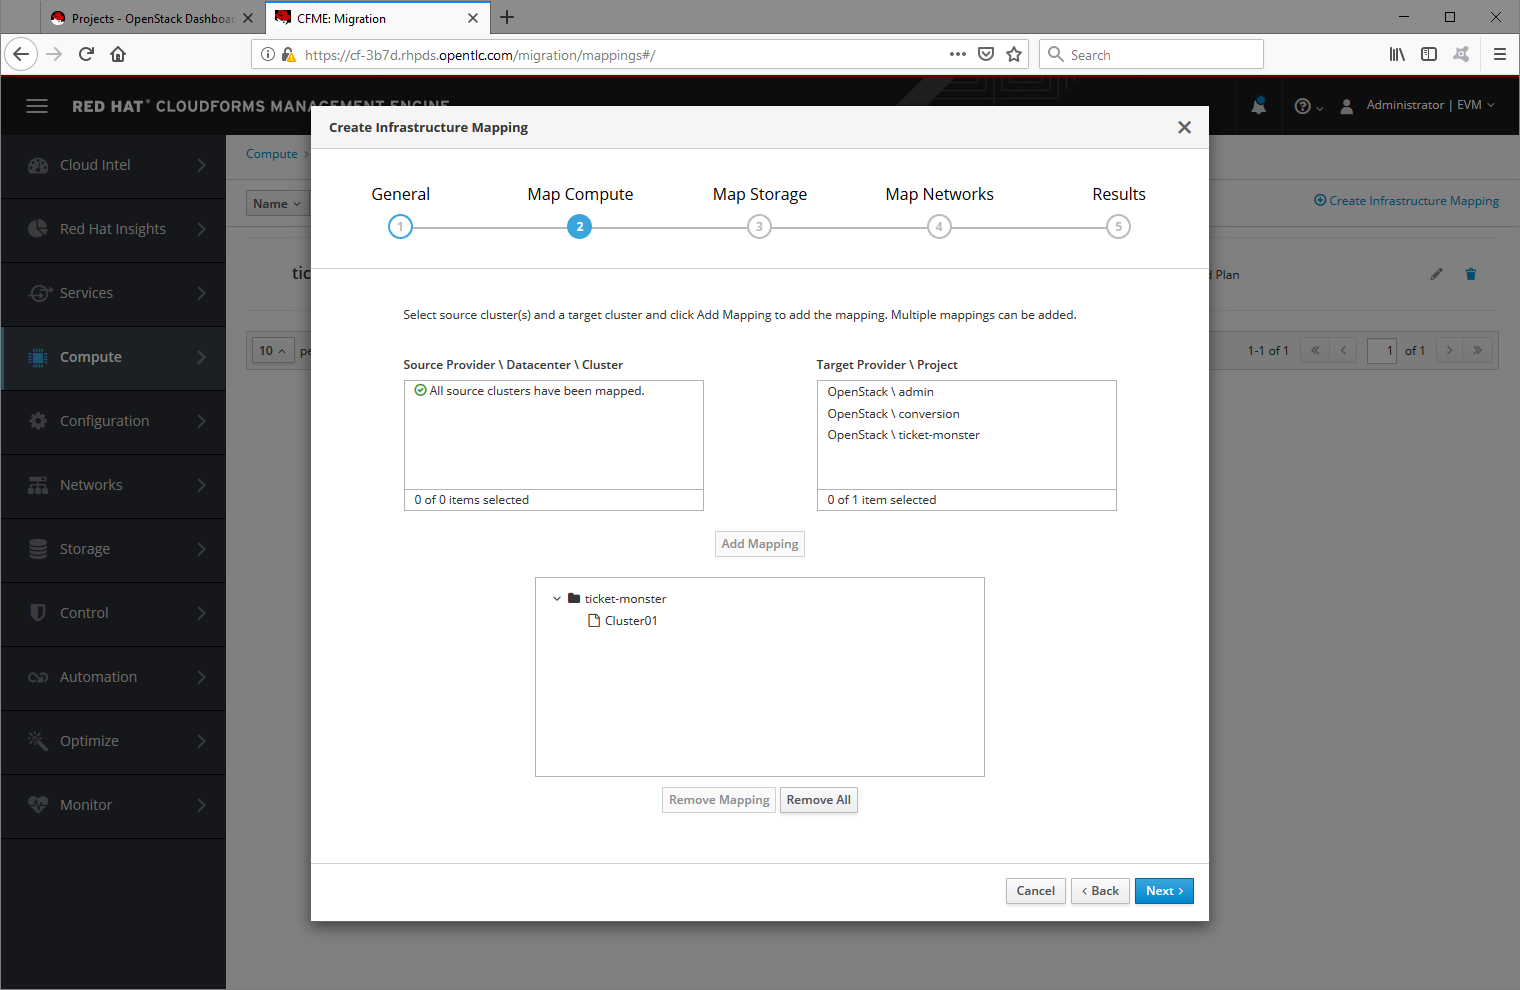 Projects - OpenStack Dashboar
CFME: Migration
https://cf-3b7d.rhpds.opentlc.com/migration/mappings#/
Search
RED HAT® CLOUDFORMS MANAGEMENT ENGINE
Administrator | EVM
Create Infrastructure Mapping
Cloud Intel
Red Hat Insights
Services
Compute
Configuration
Networks
Storage
Control
Automation
Optimize
Monitor
Compute
Name
Create Infrastructure Mapping
tic
d Plan
10
pe
1-1 of 1
1 of 1
General
Map Compute
Map Storage
Map Networks
Results
1
2
3
4
5
Select source cluster(s) and a target cluster and click Add Mapping to add the mapping. Multiple mappings can be added.
Source Provider \ Datacenter \ Cluster
All source clusters have been mapped.
0 of 0 items selected
Target Provider \ Project
OpenStack \ admin
OpenStack \ conversion
OpenStack \ ticket-monster
0 of 1 item selected
Add Mapping
ticket-monster
Cluster01
Remove Mapping
Remove All
Cancel
< Back
Next >